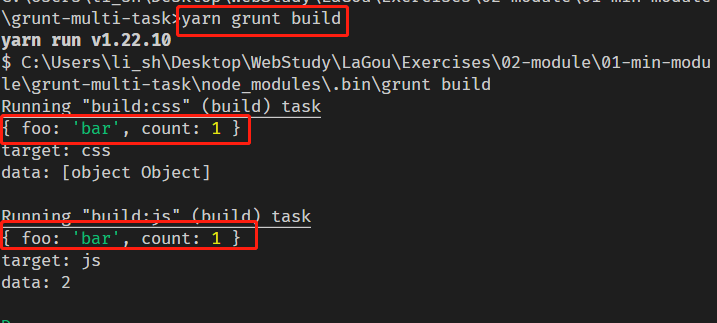 \grunt-multi-task>yarn grunt build
yarn run v1.22.10
$ C:\Users\li_sh\Desktop\WebStudy\LaGou\Exercises\02-module\01-min-modu
le\grunt-multi-task\node_modules\.bin\grunt build
Running "build:css" (build) task
{ foo: 'bar', count: 1 }
target: css
data: [object Object]
Running "build:js" (build) task
{ foo: 'bar', count: 1 }
target: js
data: 2